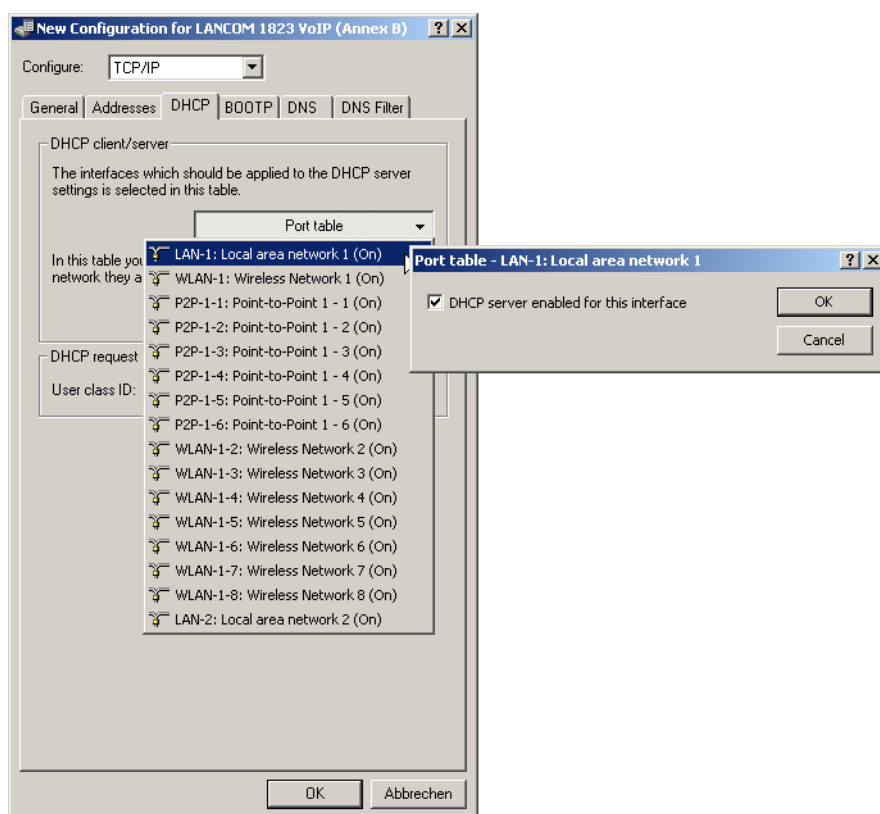 New Configuration for LANCOM 1823 VoIP (Annex B)
Configure: TCP/IP
General Addresses DHCP BOOTP DNS DNS Filter
DHCP client/server
The interfaces which should be applied to the DHCP server
settings is selected in this table.
Port table
In this table you
network they a
LAN-1: Local area network 1 (On)
WLAN-1: Wireless Network 1 (On)
P2P-1-1: Point-to-Point 1 - 1 (On)
P2P-1-2: Point-to-Point 1 - 2 (On)
P2P-1-3: Point-to-Point 1 - 3 (On)
P2P-1-4: Point-to-Point 1 - 4 (On)
P2P-1-5: Point-to-Point 1 - 5 (On)
P2P-1-6: Point-to-Point 1 - 6 (On)
WLAN-1-2: Wireless Network 2 (On)
WLAN-1-3: Wireless Network 3 (On)
WLAN-1-4: Wireless Network 4 (On)
WLAN-1-5: Wireless Network 5 (On)
WLAN-1-6: Wireless Network 6 (On)
WLAN-1-7: Wireless Network 7 (On)
WLAN-1-8: Wireless Network 8 (On)
LAN-2: Local area network 2 (On)
DHCP request
User class ID:
Port table - LAN-1: Local area network 1
DHCP server enabled for this interface
OK
Cancel
OK Abbrechen